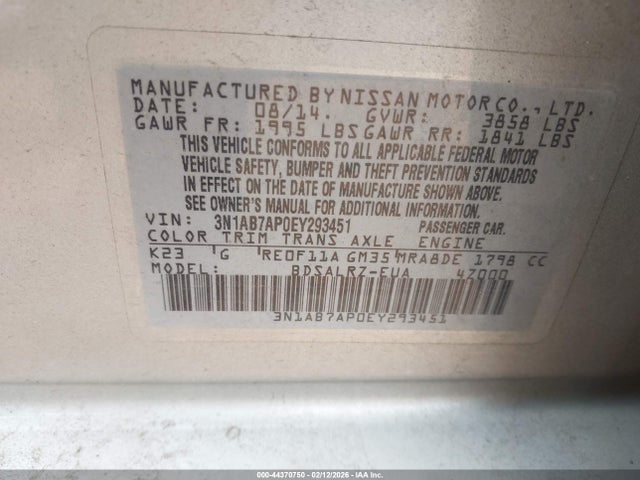 MANUFACTURED BY NISSAN MOTOR CO., LTD.
DATE: 08/14. GVWR: 3858 LBS
GAWR FR: 1995 LBS GAWR RR: 1841 LBS
THIS VEHICLE CONFORMS TO ALL APPLICABLE FEDERAL MOTOR
VEHICLE SAFETY, BUMPER AND THEFT PREVENTION STANDARDS
IN EFFECT ON THE DATE OF MANUFACTURE SHOWN ABOVE.
SEE OWNER'S MANUAL FOR ADDITIONAL INFORMATION.
VIN: 3N1AB7AP0EY293451 PASSENGER CAR.
COLOR TRIM TRANS AXLE ENGINE
K23 G RE0F11A GM35 MRA8DE 1798 CC
MODEL: BDSALRZ-EUA 47000
3N1AB7AP0EY293451
000-44370750 - 02/12/2026 - IAA Inc.